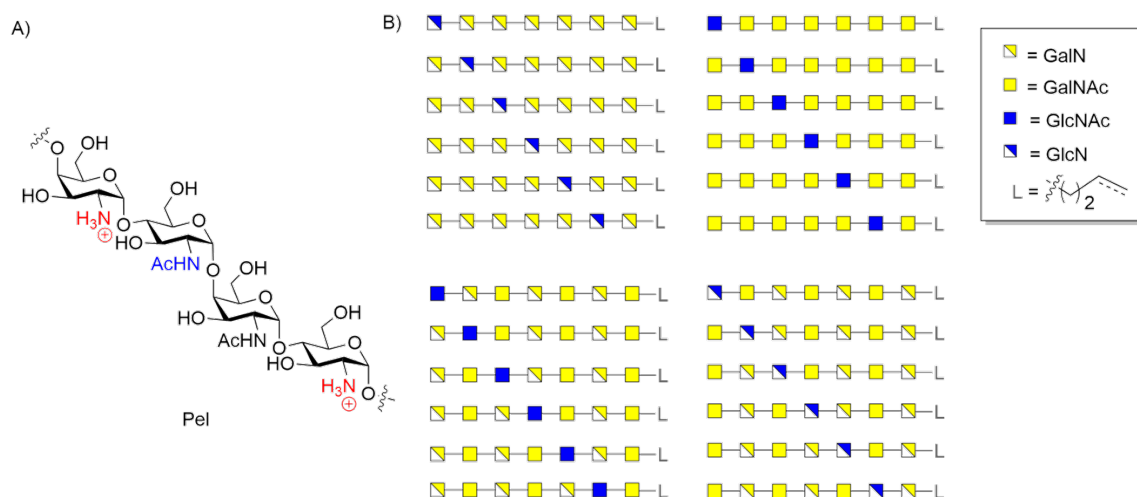 A)
B)
L
L
L
L
L
L
L
L
L
L
L
L
= GalN
= GalNAc
= GlcNAc
= GlcN
L = ( )2
OH
O
HO
H3N
⊕
O
OH
O
HO
AcHN
O
OH
O
HO
AcHN
O
OH
O
HO
H3N
⊕
O
Pel
L
L
L
L
L
L
L
L
L
L
L
L